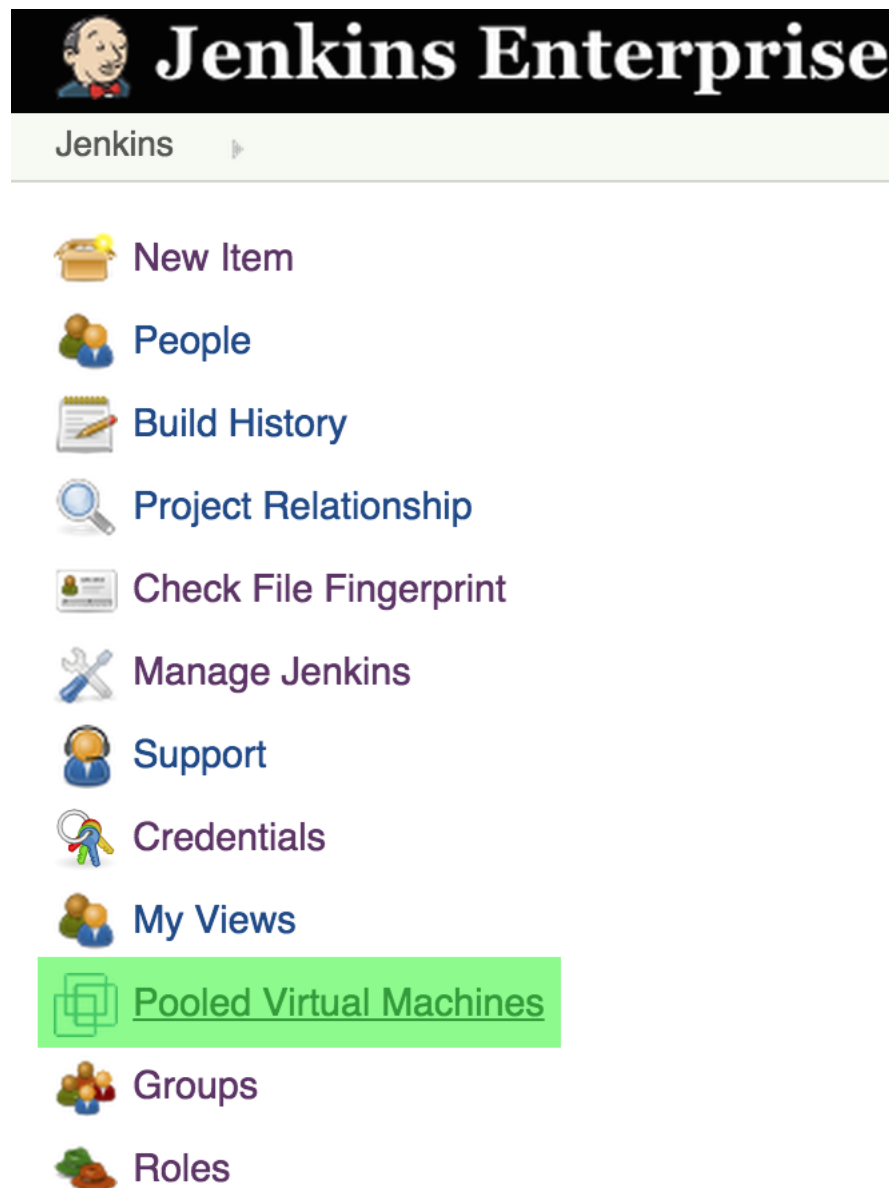 Jenkins Enterprise
Jenkins
New Item
People
Build History
Project Relationship
Check File Fingerprint
Manage Jenkins
Support
Credentials
My Views
Pooled Virtual Machines
Groups
Roles